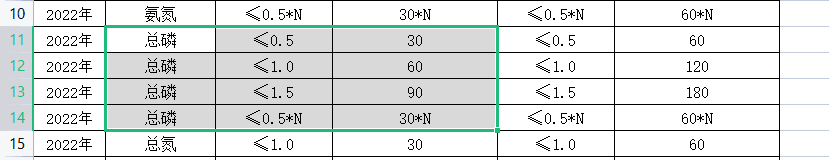 10 2022年 氨氮 ≤0.5*N 30*N ≤0.5*N 60*N
11 2022年 总磷 ≤0.5 30 ≤0.5 60
12 2022年 总磷 ≤1.0 60 ≤1.0 120
13 2022年 总磷 ≤1.5 90 ≤1.5 180
14 2022年 总磷 ≤0.5*N 30*N ≤0.5*N 60*N
15 2022年 总氮 ≤1.0 30 ≤1.0 60